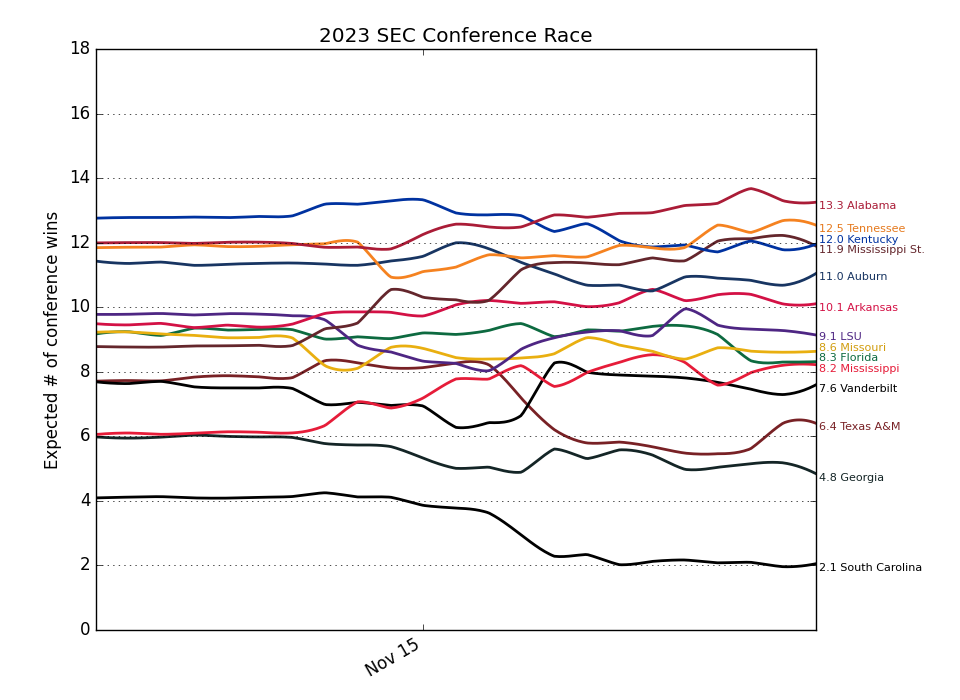 2023 SEC Conference Race
Expected # of conference wins
18
16
14
12
10
8
6
4
2
0
Nov 15
13.3 Alabama
12.5 Tennessee
12.0 Kentucky
11.9 Mississippi St.
11.0 Auburn
10.1 Arkansas
9.1 LSU
8.6 Missouri
8.3 Florida
8.2 Mississippi
7.6 Vanderbilt
6.4 Texas A&M
4.8 Georgia
2.1 South Carolina